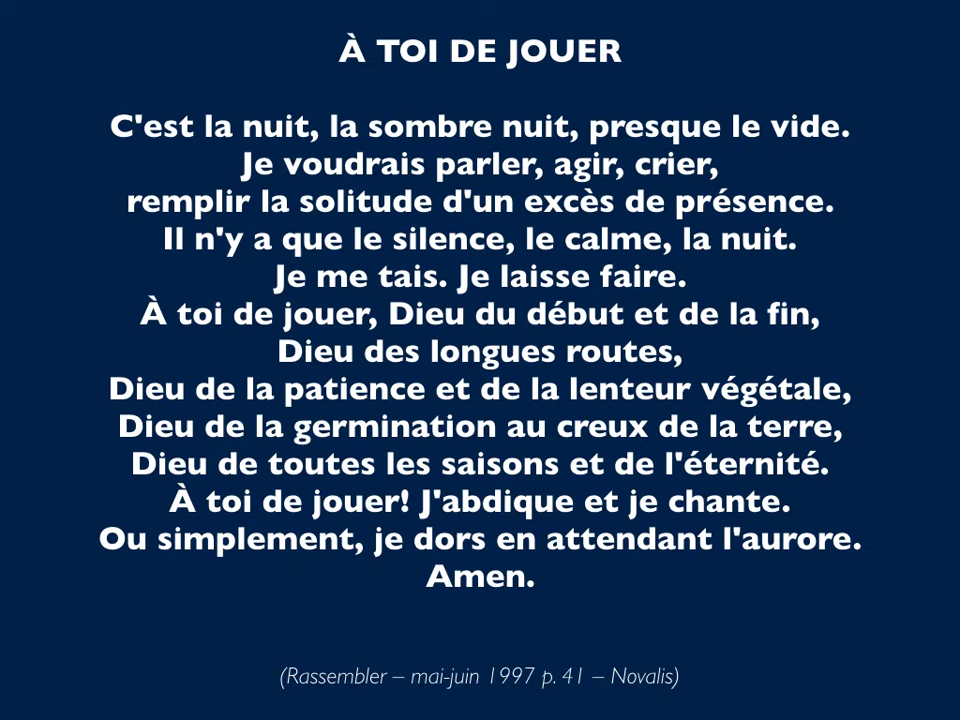 À TOI DE JOUER
C'est la nuit, la sombre nuit, presque le vide.
Je voudrais parler, agir, crier,
remplir la solitude d'un excès de présence.
Il n'y a que le silence, le calme, la nuit.
Je me tais. Je laisse faire.
À toi de jouer, Dieu du début et de la fin,
Dieu des longues routes,
Dieu de la patience et de la lenteur végétale,
Dieu de la germination au creux de la terre,
Dieu de toutes les saisons et de l'éternité.
À toi de jouer! J'abdique et je chante.
Ou simplement, je dors en attendant l'aurore.
Amen.
(Rassembler – mai-juin 1997 p. 41 – Novalis)